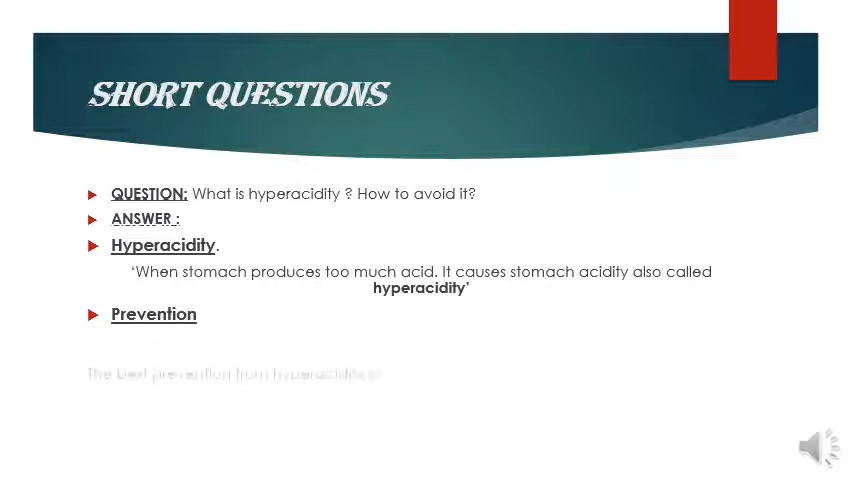 SHORT QUESTIONS
QUESTION: What is hyperacidity ? How to avoid it?
ANSWER :
Hyperacidity.
‘When stomach produces too much acid. It causes stomach acidity also called
hyperacidity’
Prevention
The best prevention from hyperacidity is